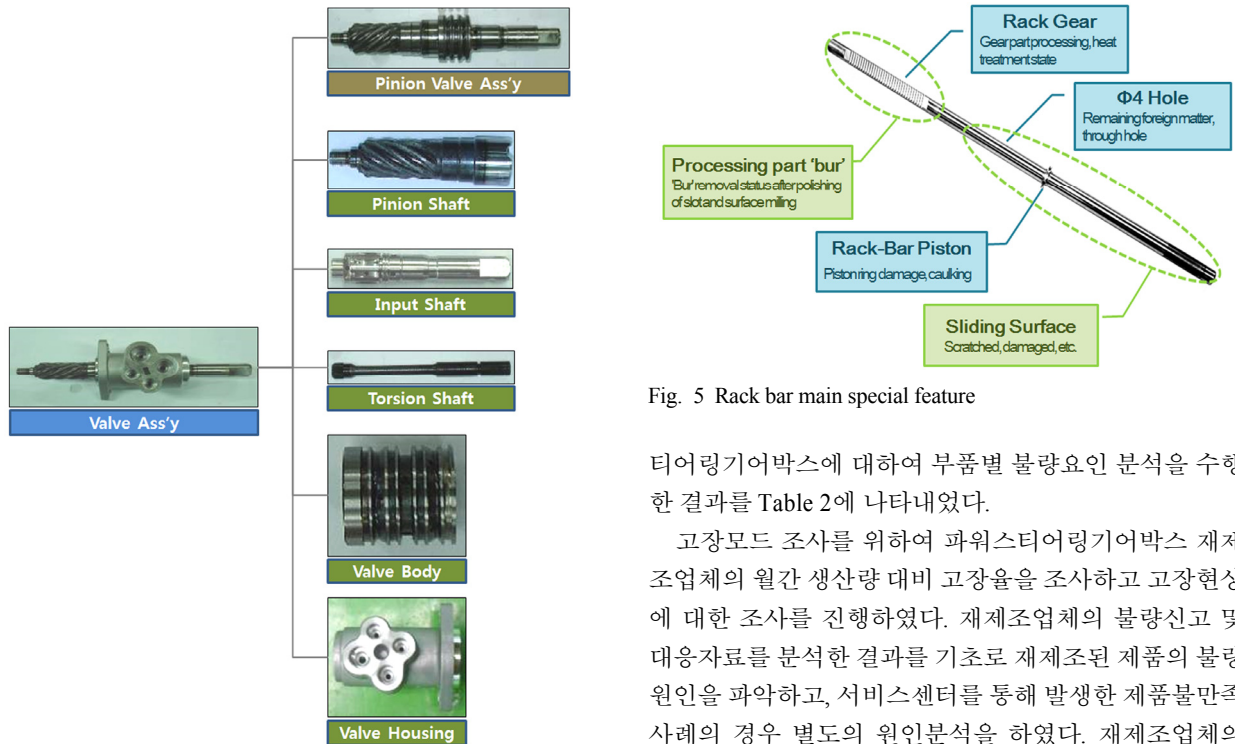 Pinion Valve Ass'y
Pinion Shaft
Input Shaft
Torsion Shaft
Valve Ass'y
Valve Body
Valve Housing
Rack Gear
Gear part processing, heat
treatment state
Φ4 Hole
Remaining foreign matter,
through hole
Processing part 'bur'
'Bur' removal status after polishing
of slot and surface milling
Rack-Bar Piston
Piston ring damage, caulking
Sliding Surface
Scratched, damaged, etc.
Fig. 5 Rack bar main special feature
티어링기어박스에 대하여 부품별 불량요인 분석을 수행
한 결과를 Table 2에 나타내었다.
고장모드 조사를 위하여 파워스티어링기어박스 재제
조업체의 월간 생산량 대비 고장율을 조사하고 고장현상
에 대한 조사를 진행하였다. 재제조업체의 불량신고 및
대응자료를 분석한 결과를 기초로 재제조된 제품의 불량
원인을 파악하고, 서비스센터를 통해 발생한 제품불만족
사례의 경우 별도의 원인분석을 하였다. 재제조업체의